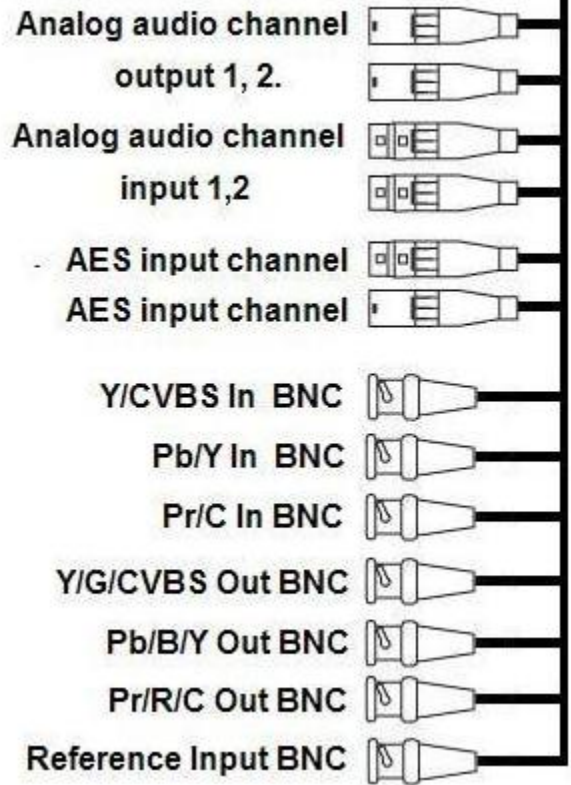 Analog audio channel
output 1, 2.
Analog audio channel
input 1,2
AES input channel
AES input channel
Y/CVBS In BNC
Pb/Y In BNC
Pr/C In BNC
Y/G/CVBS Out BNC
Pb/B/Y Out BNC
Pr/R/C Out BNC
Reference Input BNC